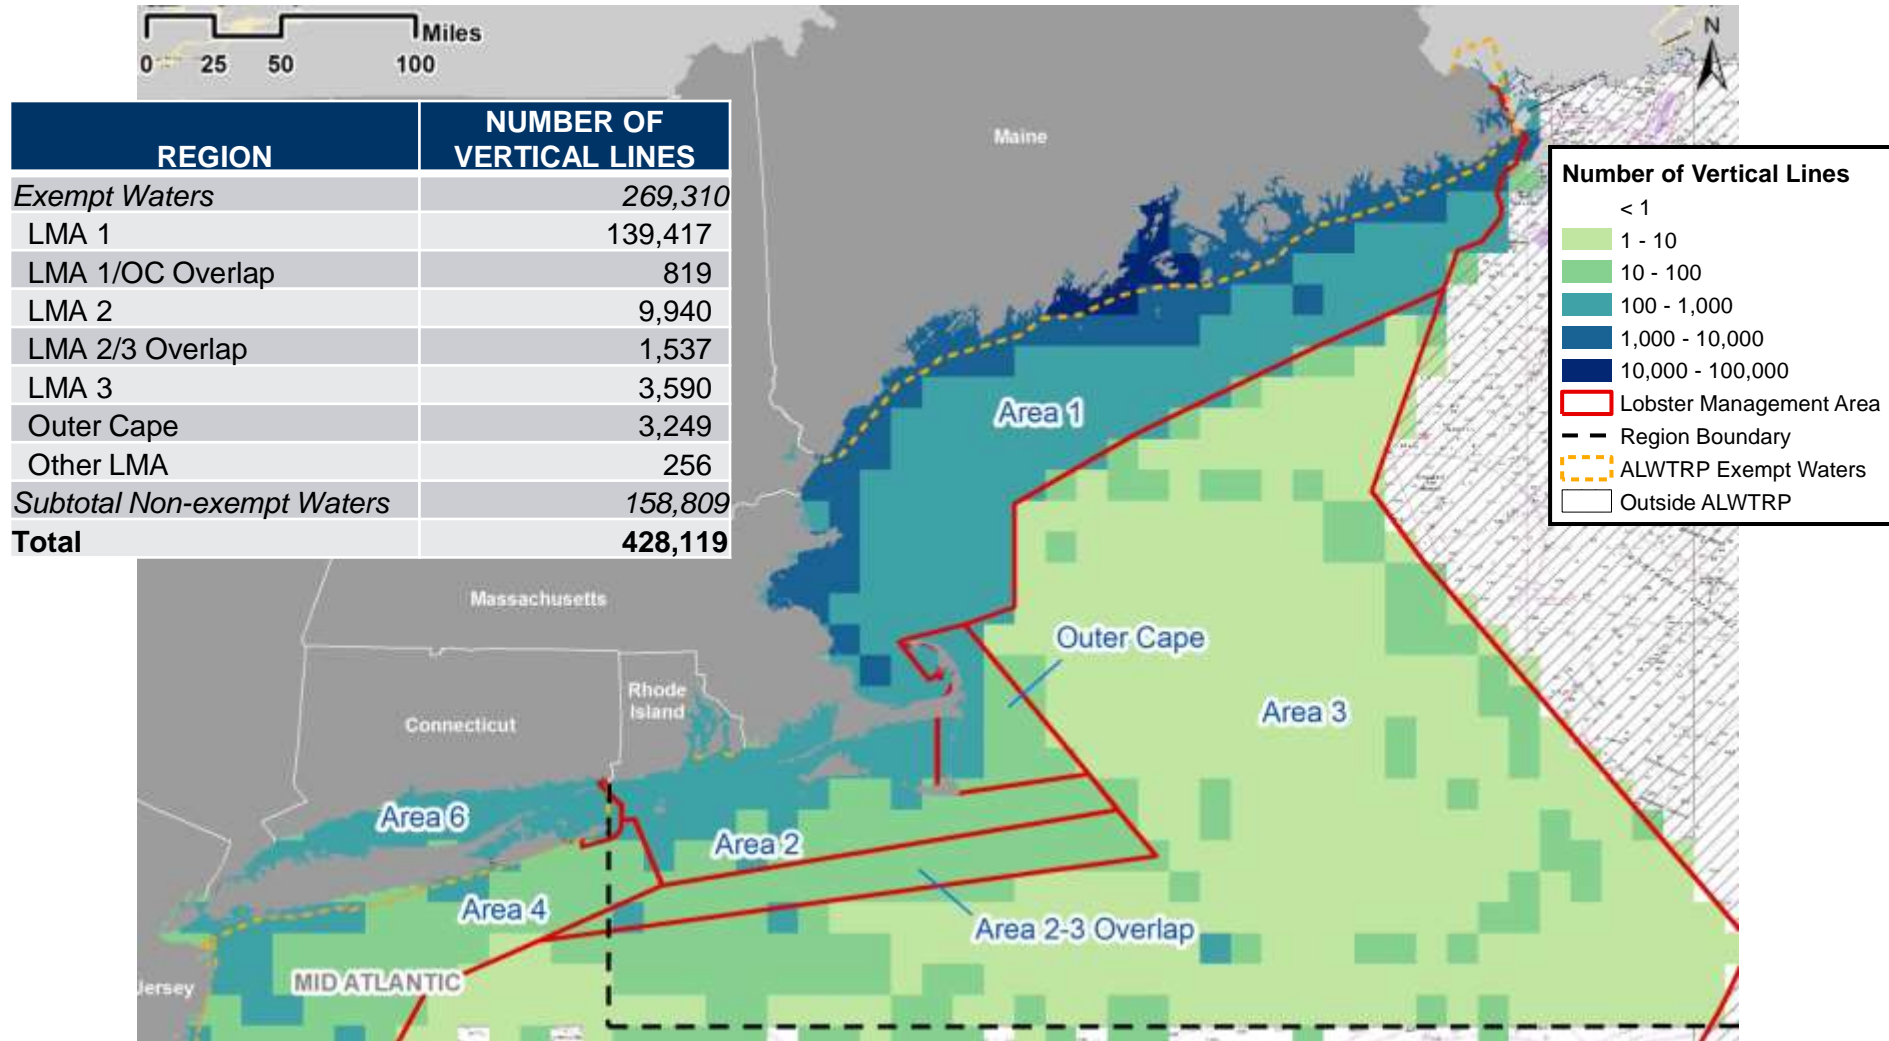 Miles
0 25 50 100
N
REGION
NUMBER OF
VERTICAL LINES
Exempt Waters 269,310
LMA 1 139,417
LMA 1/OC Overlap 819
LMA 2 9,940
LMA 2/3 Overlap 1,537
LMA 3 3,590
Outer Cape 3,249
Other LMA 256
Subtotal Non-exempt Waters 158,809
Total 428,119
Number of Vertical Lines
< 1
1 - 10
10 - 100
100 - 1,000
1,000 - 10,000
10,000 - 100,000
Lobster Management Area
Region Boundary
ALWTRP Exempt Waters
Outside ALWTRP
Maine
Area 1
Massachusetts
Outer Cape
Rhode
Island
Connecticut
Area 3
Area 6
Area 2
Area 4
Area 2-3 Overlap
MID ATLANTIC
Jersey